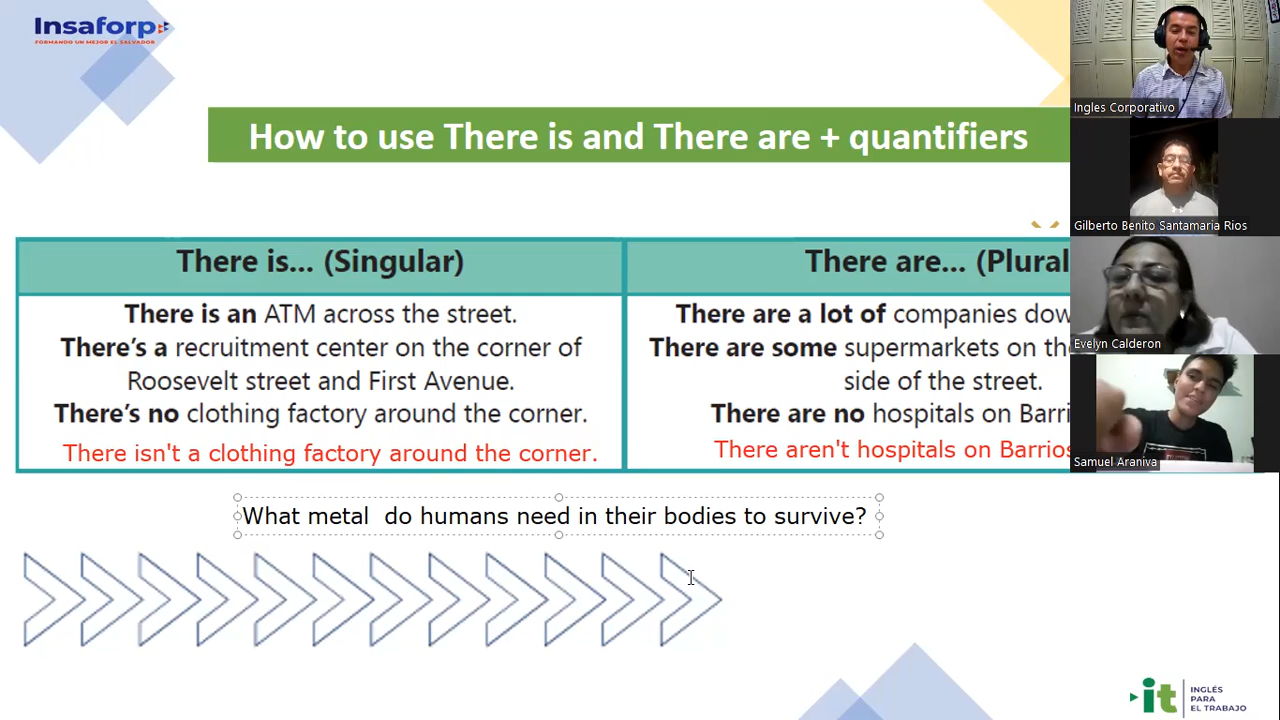 Insaforp
FORMANDO UN MEJOR EL SALVADOR
How to use There is and There are + quantifiers
There is... (Singular)
There is an ATM across the street.
There's a recruitment center on the corner of
Roosevelt street and First Avenue.
There's no clothing factory around the corner.
There isn't a clothing factory around the corner.
There are... (Plural
There are a lot of companies dow
There are some supermarkets on th
side of the street.
There are no hospitals on Barri
There aren't hospitals on Barrios
What metal  do humans need in their bodies to survive?
Ingles Corporativo
Gilberto Benito Santamaria Rios
Evelyn Calderon
Samuel Araniva
it
INGLÉS
PARA
EL TRABAJO